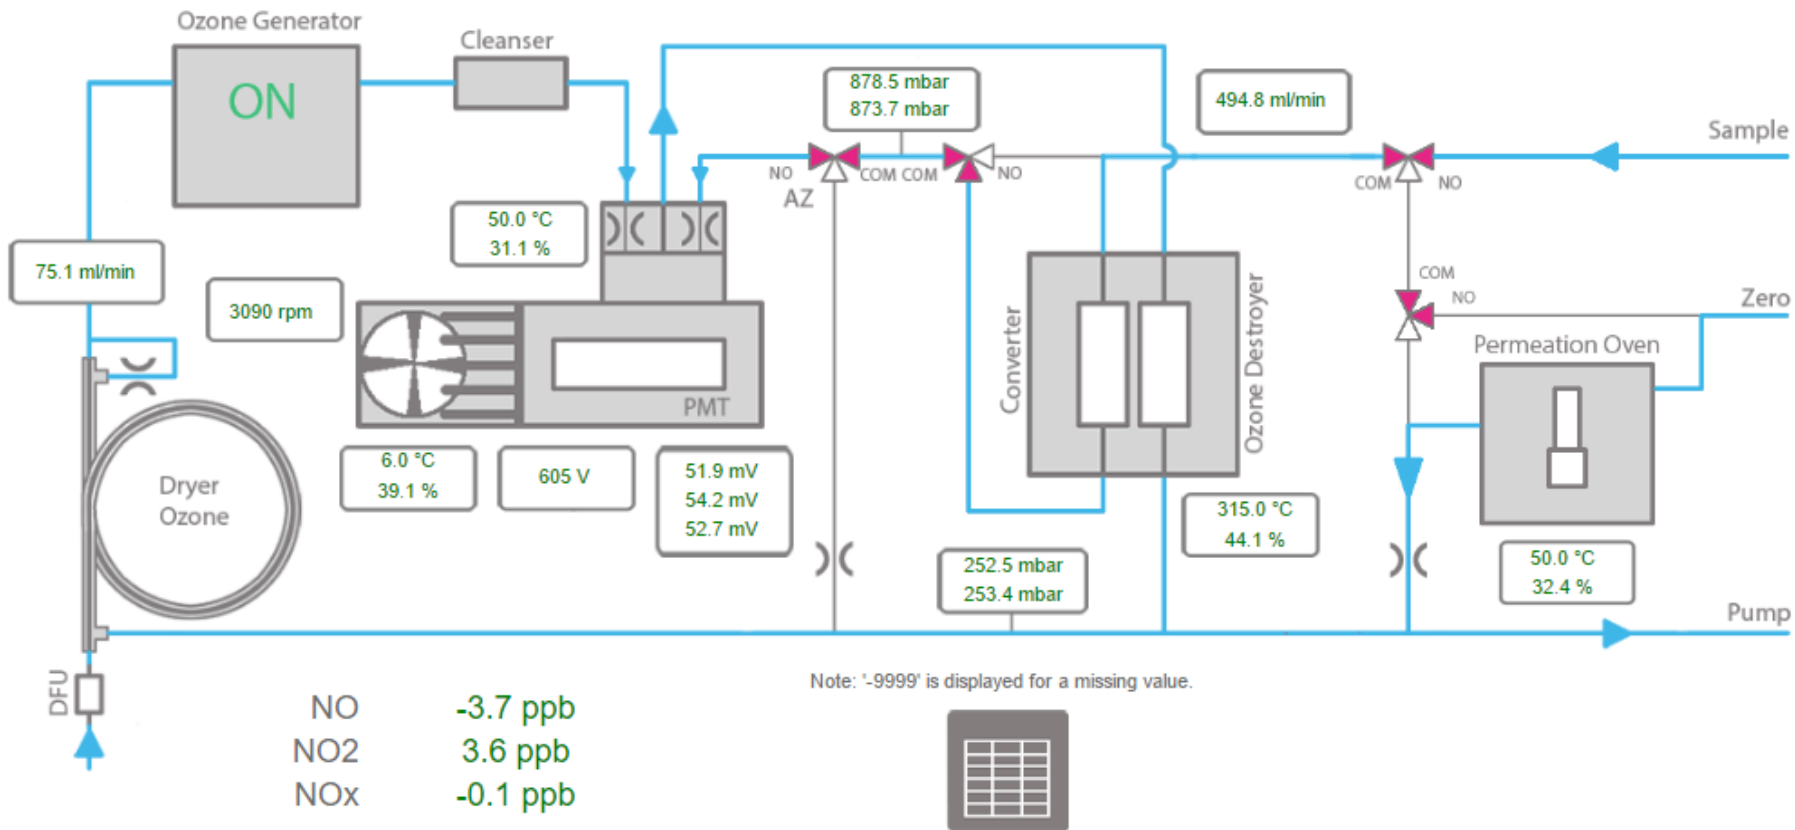 Ozone Generator
ON
Cleanser
878.5 mbar
873.7 mbar
494.8 ml/min
Sample
NO
COM
COM
NO
COM
NO
AZ
50.0 °C
31.1 %
75.1 ml/min
3090 rpm
COM
NO
Zero
Permeation Oven
Converter
Ozone Destroyer
PMT
6.0 °C
39.1 %
605 V
51.9 mV
54.2 mV
52.7 mV
Dryer
Ozone
315.0 °C
44.1 %
252.5 mbar
253.4 mbar
50.0 °C
32.4 %
Pump
DFU
Note: '-9999' is displayed for a missing value.
NO -3.7 ppb
NO2 3.6 ppb
NOx -0.1 ppb